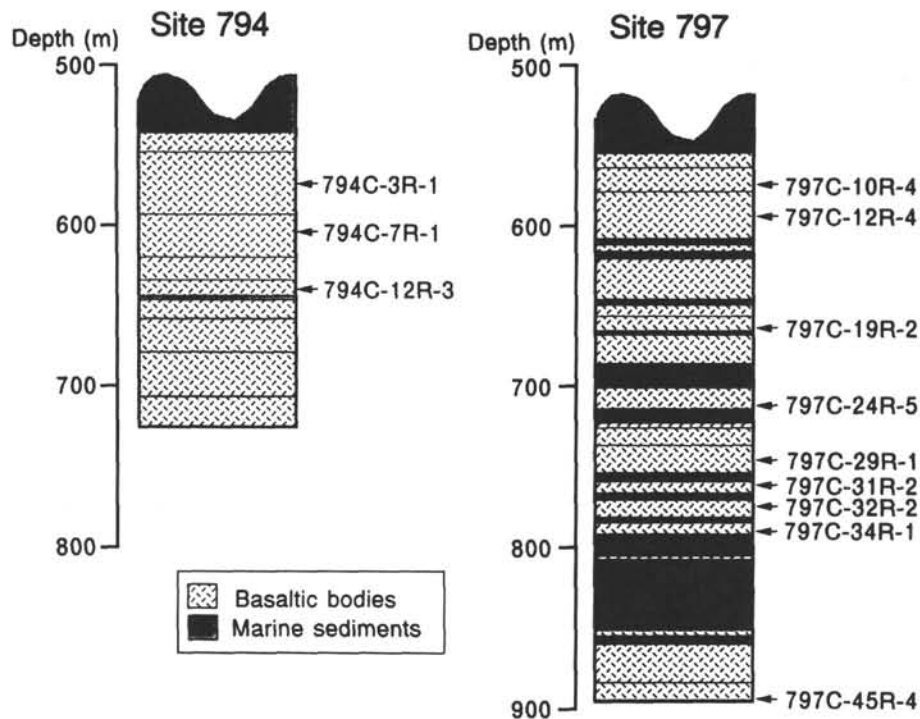 Site 794
Depth (m)
500
600
700
800
794C-3R-1
794C-7R-1
794C-12R-3
Basaltic bodies
Marine sediments
Site 797
Depth (m)
500
600
700
800
900
797C-10R-4
797C-12R-4
797C-19R-2
797C-24R-5
797C-29R-1
797C-31R-2
797C-32R-2
797C-34R-1
797C-45R-4